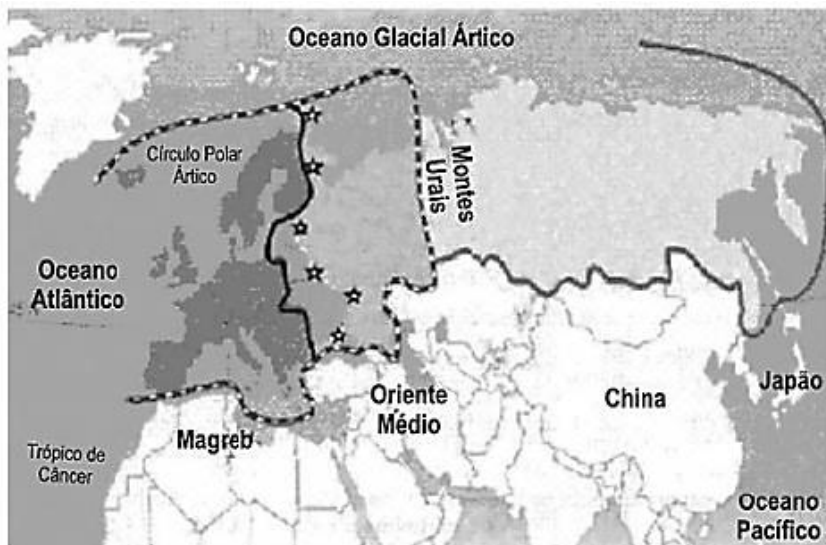 Oceano Glacial Ártico
Círculo Polar
Ártico
Montes
Urais
Oceano
Atlântico
Oriente
Médio
China
Japão
Magreb
Trópico de
Câncer
Oceano
Pacífico